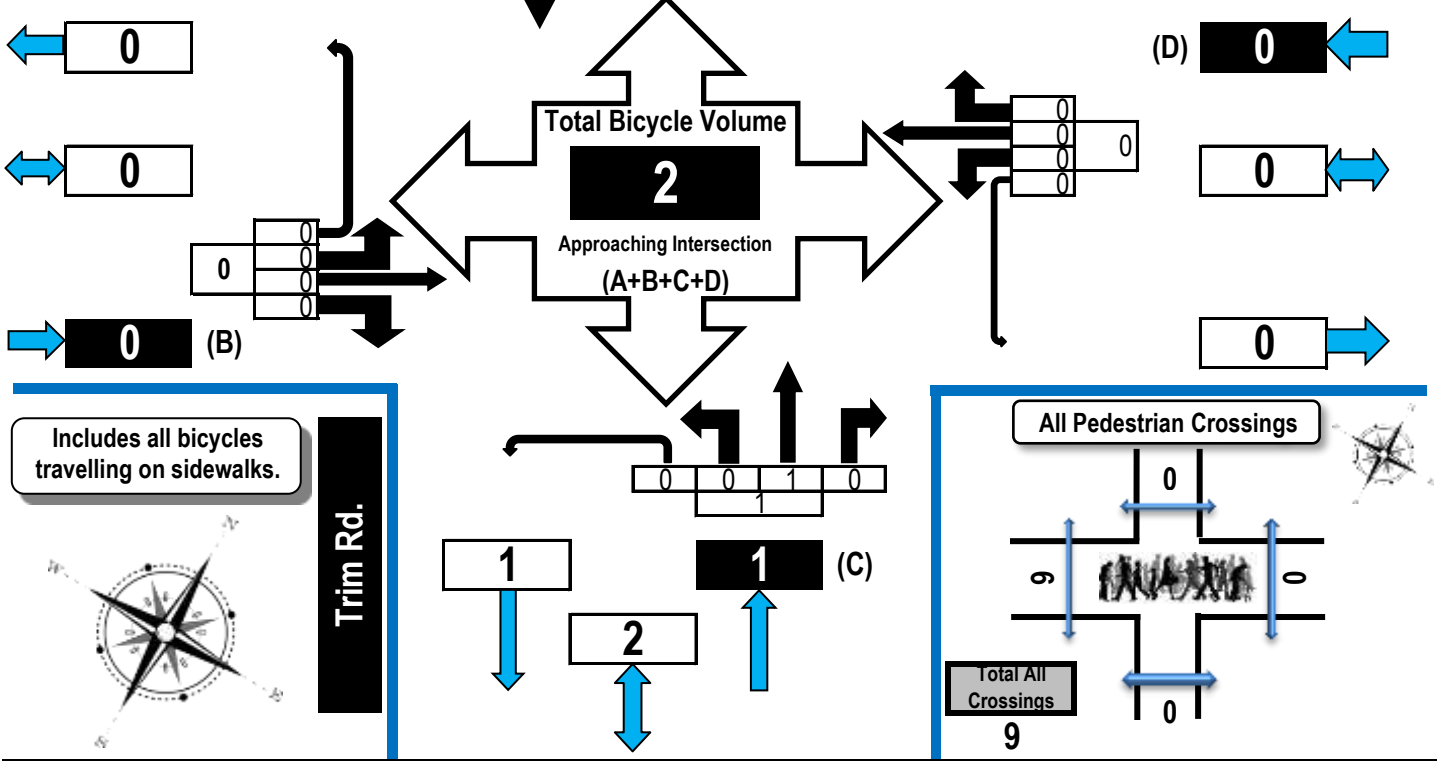 0
(D) 0
Total Bicycle Volume
2
Approaching Intersection
(A+B+C+D)
0
0
0
0
0
0
0
0
0
0
0
0
0
0 (B)
0
Includes all bicycles
travelling on sidewalks.
N
W
E
S
Trim Rd.
0 0 1 0
1
1
1 (C)
2
All Pedestrian Crossings
0
9
0
0
Total All
Crossings
9